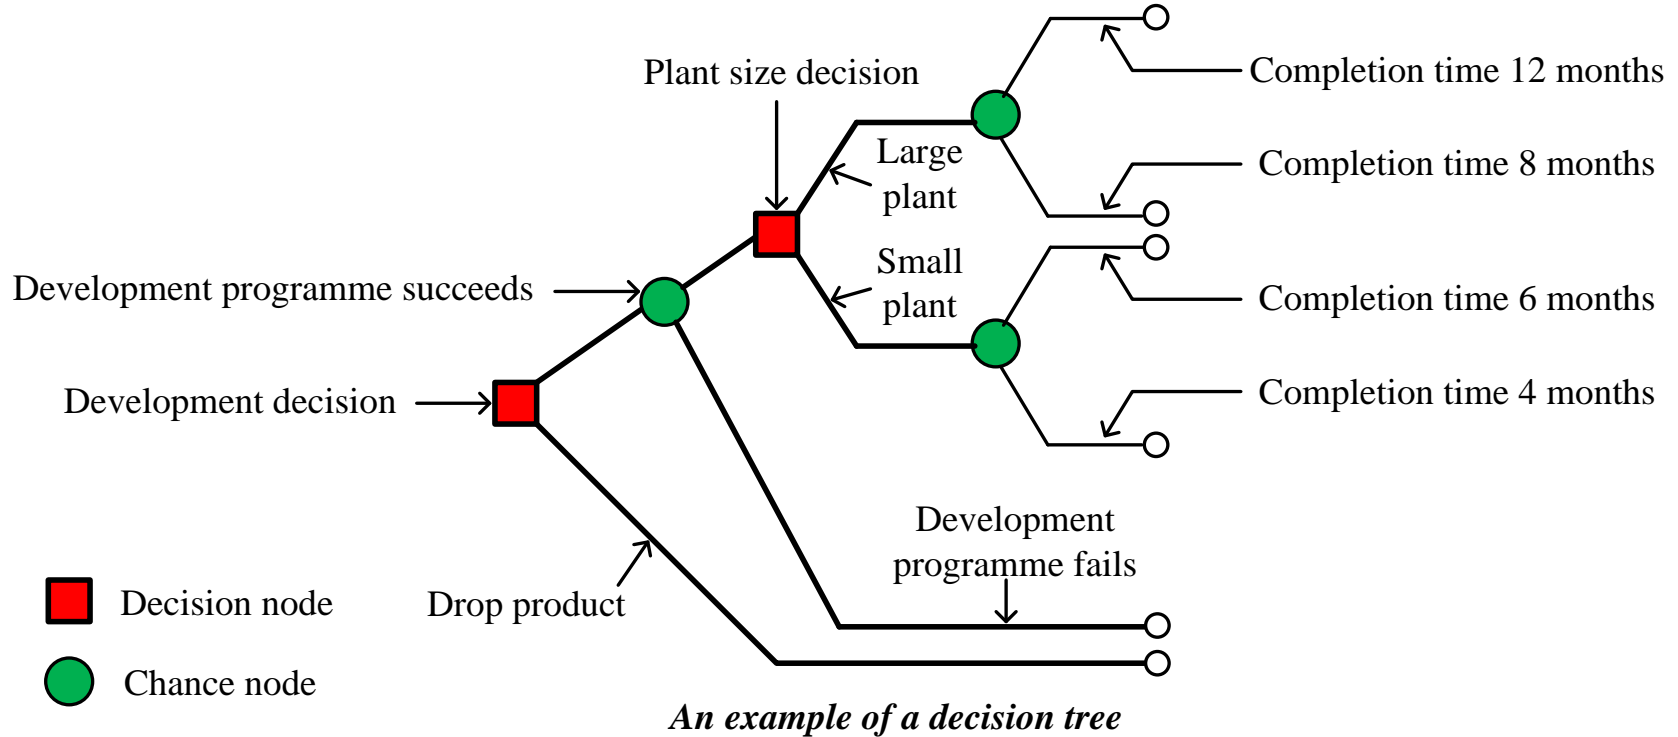 Plant size decision
Completion time 12 months
Large
plant
Completion time 8 months
Small
plant
Development programme succeeds
Completion time 6 months
Development decision
Completion time 4 months
Development
programme fails
Decision node
Drop product
Chance node
An example of a decision tree